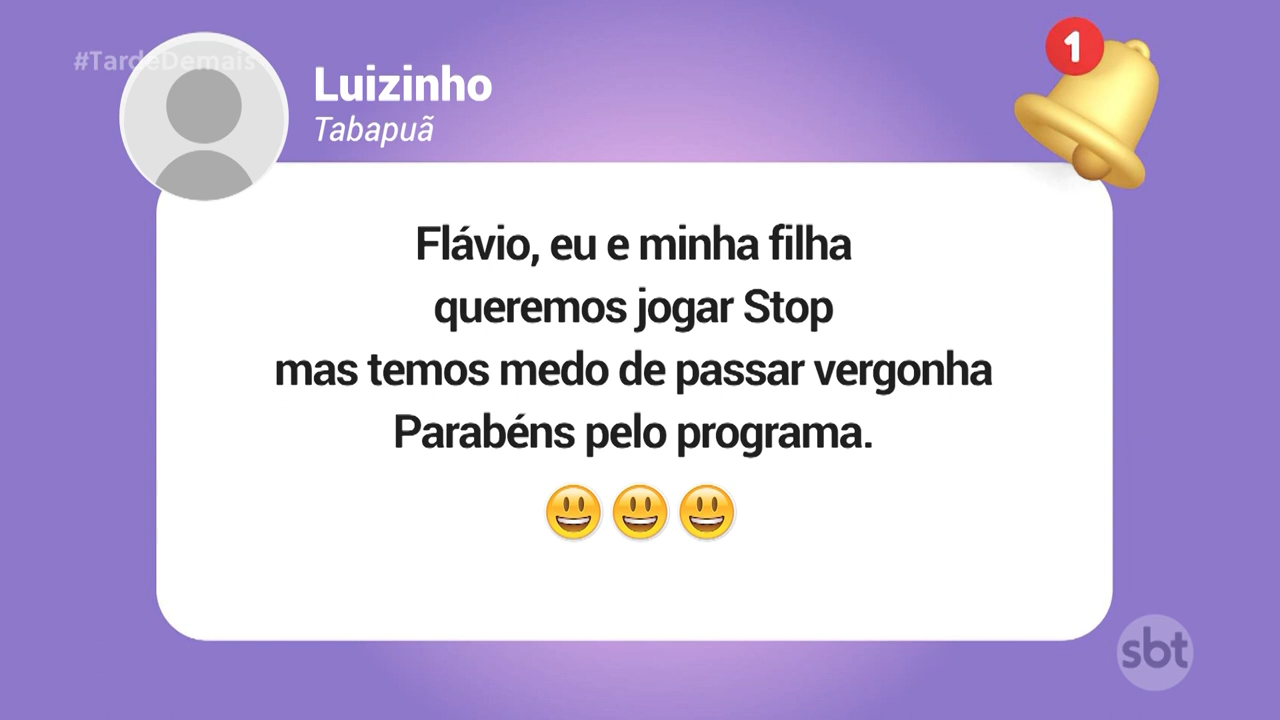 #TardeDemais
1
Luizinho
Tabapuã
Flávio, eu e minha filha
queremos jogar Stop
mas temos medo de passar vergonha
Parabéns pelo programa.
😃😃😃
sbt